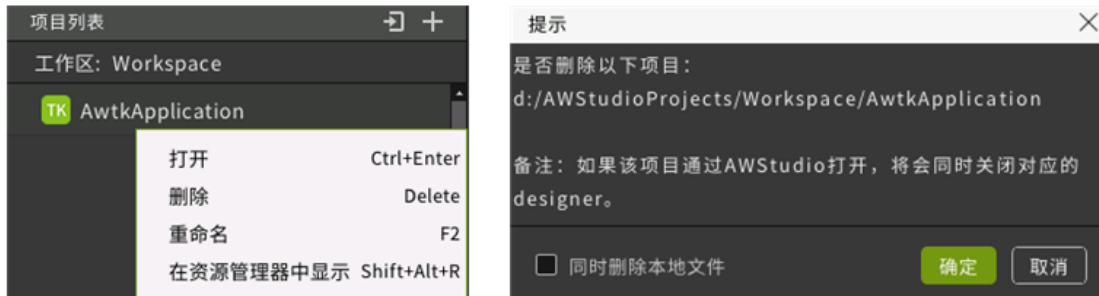 项目列表
工作区: Workspace
TK AwtkApplication
打开 Ctrl+Enter
删除 Delete
重命名 F2
在资源管理器中显示 Shift+Alt+R
提示
是否删除以下项目：
d:/AWStudioProjects/Workspace/AwtkApplication
备注：如果该项目通过AWStudio打开，将会同时关闭对应的
designer。
同时删除本地文件
确定
取消